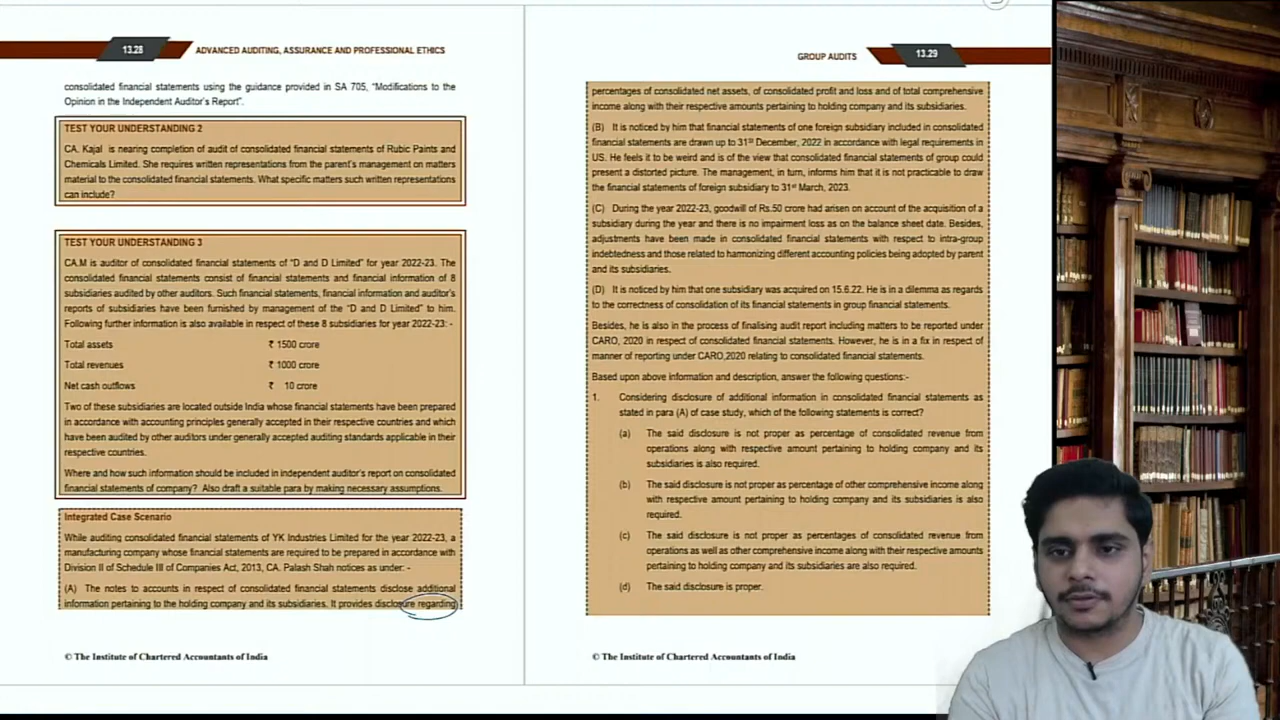 13.28
ADVANCED AUDITING, ASSURANCE AND PROFESSIONAL ETHICS
consolidated financial statements using the guidance provided in SA 705, "Modifications to the
Opinion in the Independent Auditor's Report".
TEST YOUR UNDERSTANDING 2
CA. Kajal is nearing completion of audit of consolidated financial statements of Rubic Paints and
Chemicals Limited. She requires written representations from the parent's management on matters
material to the consolidated financial statements. What specific matters such written representations
can include?
TEST YOUR UNDERSTANDING 3
CA.M is auditor of consolidated financial statements of "D and D Limited" for year 2022-23. The
consolidated financial statements consist of financial statements and financial information of 8
subsidiaries audited by other auditors. Such financial statements, financial information and auditor's
reports of subsidiaries have been furnished by management of the "D and D Limited" to him.
Following further information is also available in respect of these 8 subsidiaries for year 2022-23: -
Total assets ₹ 1500 crore
Total revenues ₹ 1000 crore
Net cash outflows ₹ 10 crore
Two of these subsidiaries are located outside India whose financial statements have been prepared
in accordance with accounting principles generally accepted in their respective countries and which
have been audited by other auditors under generally accepted auditing standards applicable in their
respective countries.
Where and how such information should be included in independent auditor's report on consolidated
financial statements of company? Also draft a suitable para by making necessary assumptions.
Integrated Case Scenario
While auditing consolidated financial statements of YK Industries Limited for the year 2022-23, a
manufacturing company whose financial statements are required to be prepared in accordance with
Division II of Schedule III of Companies Act, 2013, CA. Palash Shah notices as under: -
(A) The notes to accounts in respect of consolidated financial statements disclose additional
information pertaining to the holding company and its subsidiaries. It provides disclosure regarding
© The Institute of Chartered Accountants of India
GROUP AUDITS
13.29
percentages of consolidated net assets, of consolidated profit and loss and of total comprehensive
income along with their respective amounts pertaining to holding company and its subsidiaries.
(B) It is noticed by him that financial statements of one foreign subsidiary included in consolidated
financial statements are drawn up to 31st December, 2022 in accordance with legal requirements in
US. He feels it to be weird and is of the view that consolidated financial statements of group could
present a distorted picture. The management, in turn, informs him that it is not practicable to draw
the financial statements of foreign subsidiary to 31st March, 2023.
(C) During the year 2022-23, goodwill of Rs.50 crore had arisen on account of the acquisition of a
subsidiary during the year and there is no impairment loss as on the balance sheet date. Besides,
adjustments have been made in consolidated financial statements with respect to intra-group
indebtedness and those related to harmonizing different accounting policies being adopted by parent
and its subsidiaries.
(D) It is noticed by him that one subsidiary was acquired on 15.6.22. He is in a dilemma as regards
to the correctness of consolidation of its financial statements in group financial statements.
Besides, he is also in the process of finalising audit report including matters to be reported under
CARO, 2020 in respect of consolidated financial statements. However, he is in a fix in respect of
manner of reporting under CARO,2020 relating to consolidated financial statements.
Based upon above information and description, answer the following questions:-
1. Considering disclosure of additional information in consolidated financial statements as
stated in para (A) of case study, which of the following statements is correct?
(a) The said disclosure is not proper as percentage of consolidated revenue from
operations along with respective amount pertaining to holding company and its
subsidiaries is also required.
(b) The said disclosure is not proper as percentage of other comprehensive income along
with respective amount pertaining to holding company and its subsidiaries is also
required.
(c) The said disclosure is not proper as percentages of consolidated revenue from
operations as well as other comprehensive income along with their respective amounts
pertaining to holding company and its subsidiaries are also required.
(d) The said disclosure is proper.
© The Institute of Chartered Accountants of India